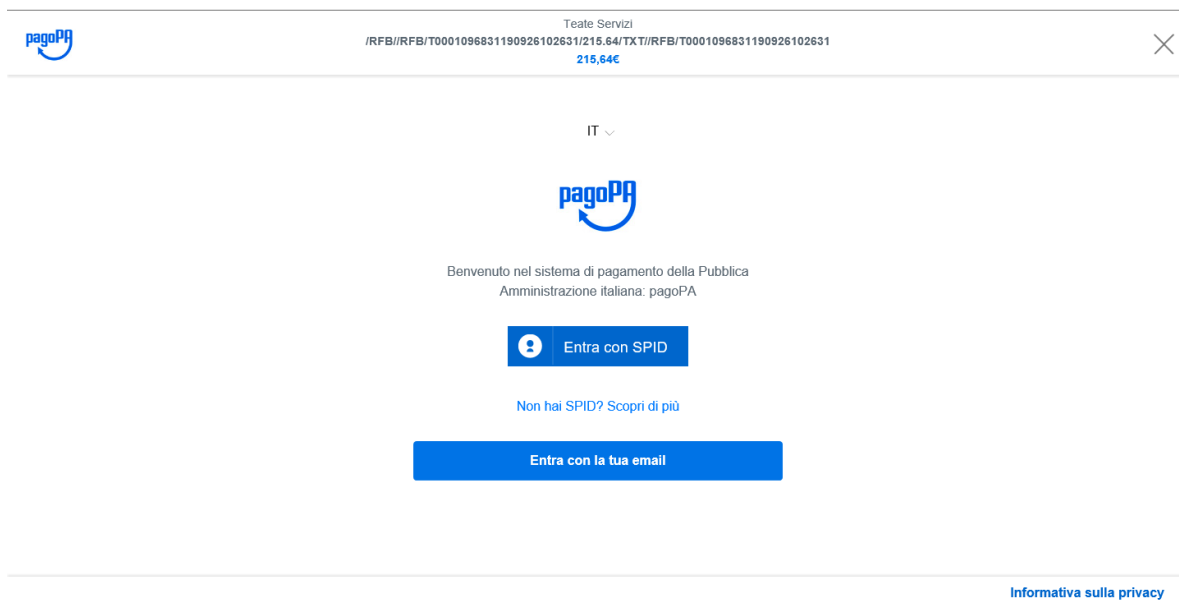 Teate Servizi
pagoPA
/RFB//RFB/T0001096831190926102631/215.64/TXT//RFB/T0001096831190926102631
215,64€
IT
pagoPA
Benvenuto nel sistema di pagamento della Pubblica
Amministrazione italiana: pagoPA
Entra con SPID
Non hai SPID? Scopri di più
Entra con la tua email
Informativa sulla privacy